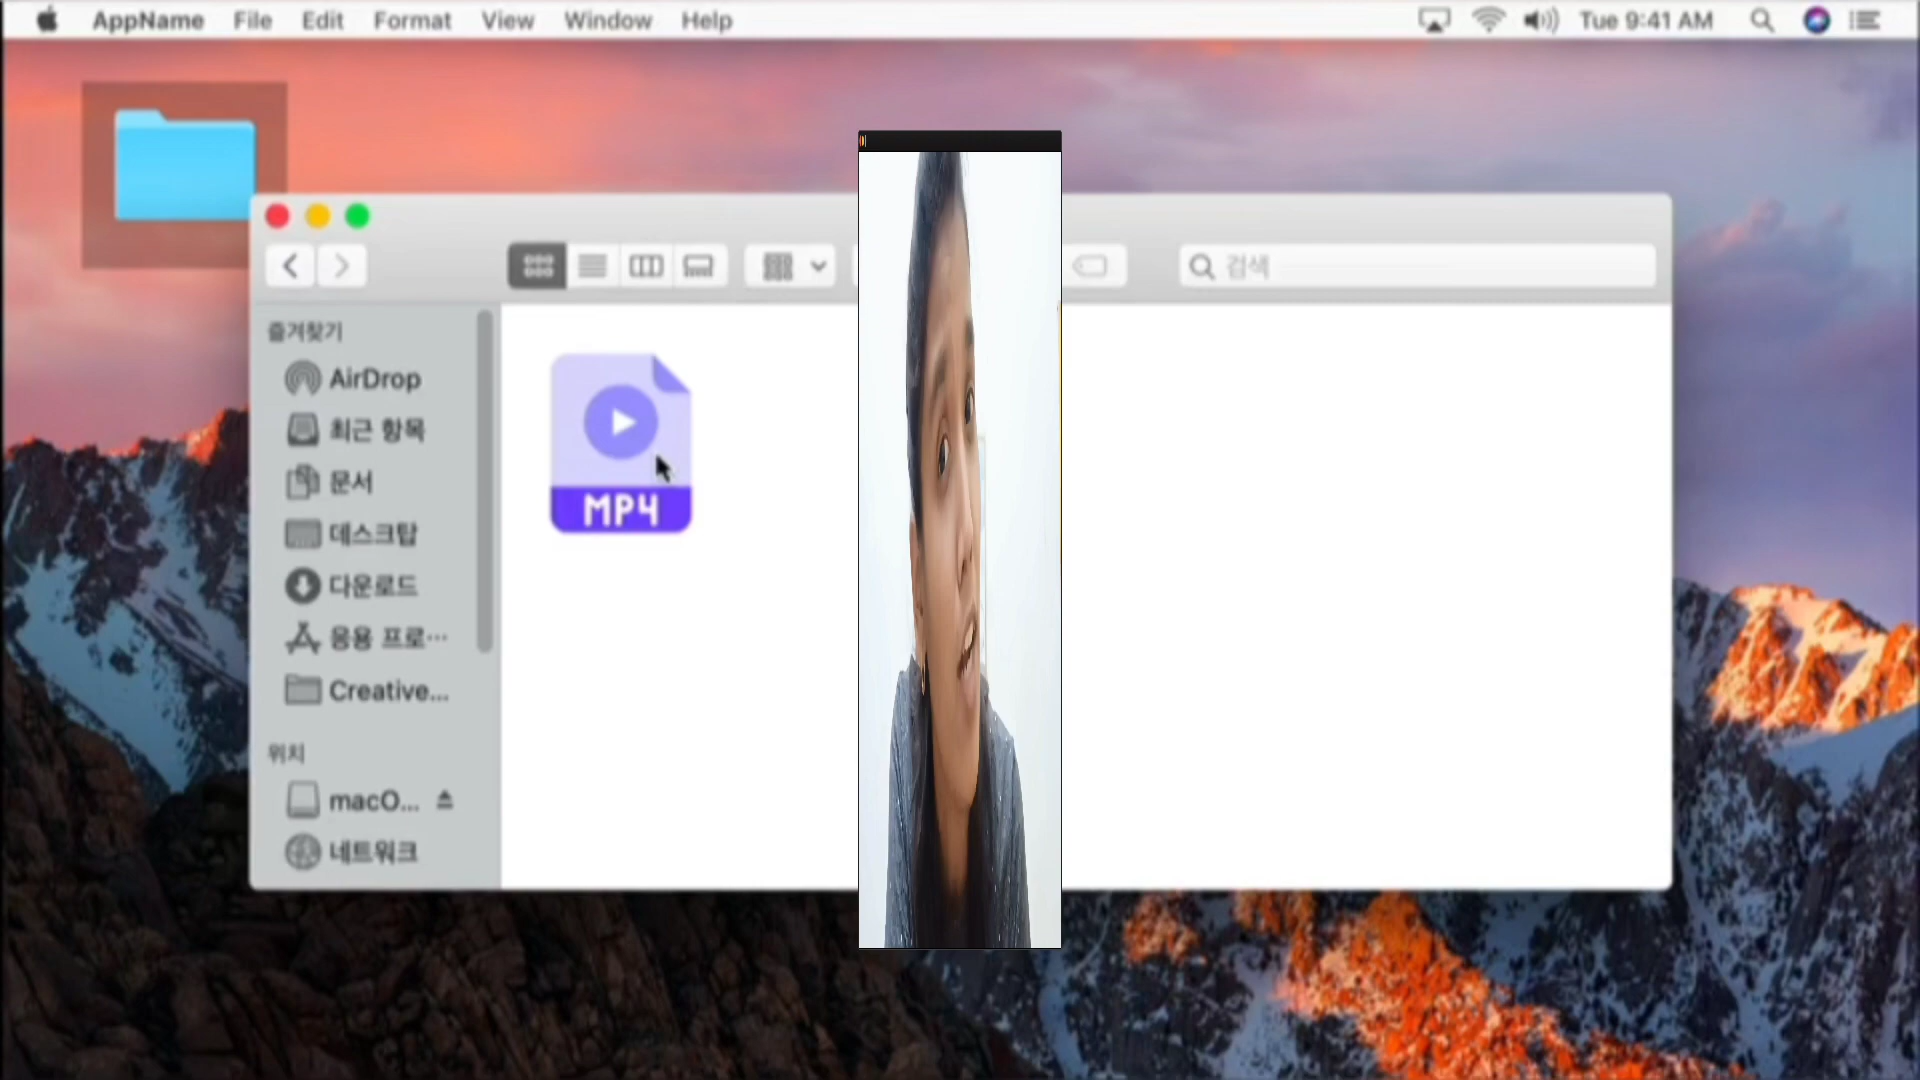 AppName File Edit Format View Window Help Tue 9:41 AM
검색
즐겨찾기
AirDrop
최근 항목
문서
데스크탑
다운로드
응용 프로…
Creative...
위치
macO...
네트워크
MP4